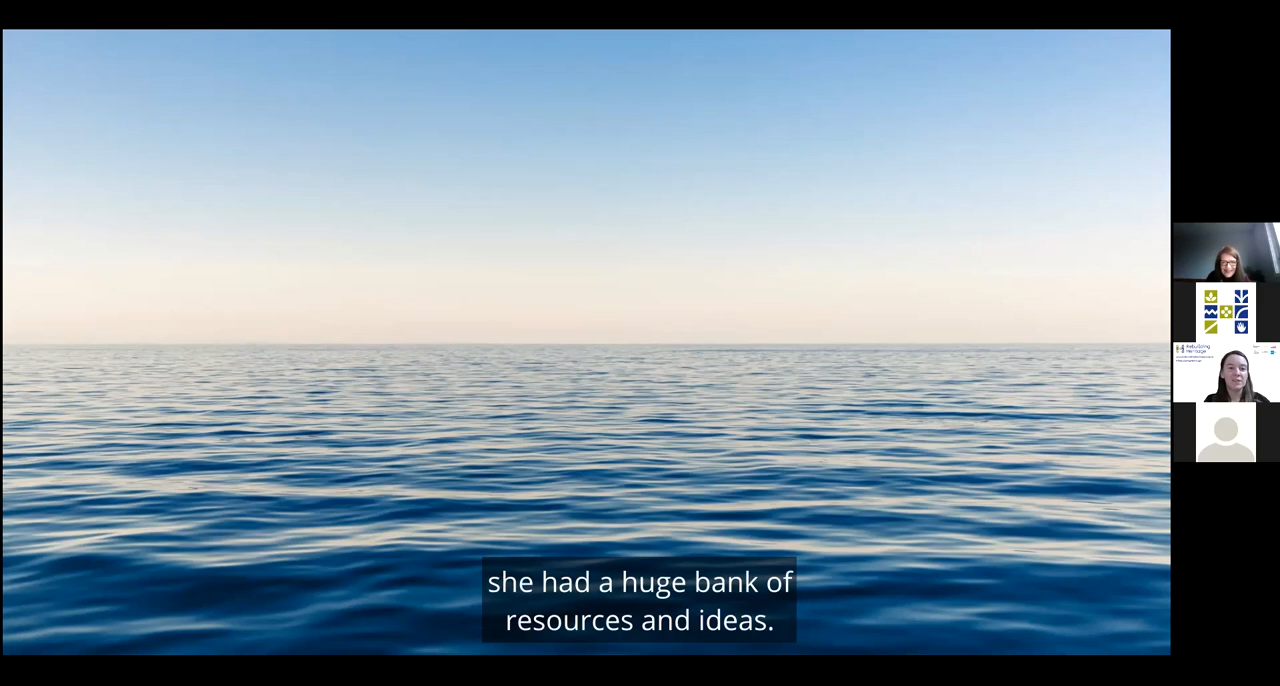 she had a huge bank of
resources and ideas.
Rebuilding
Heritage